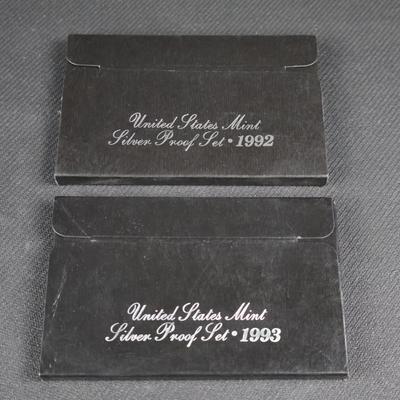 United States Mint
Silver Proof Set • 1992
United States Mint
Silver Proof Set • 1993